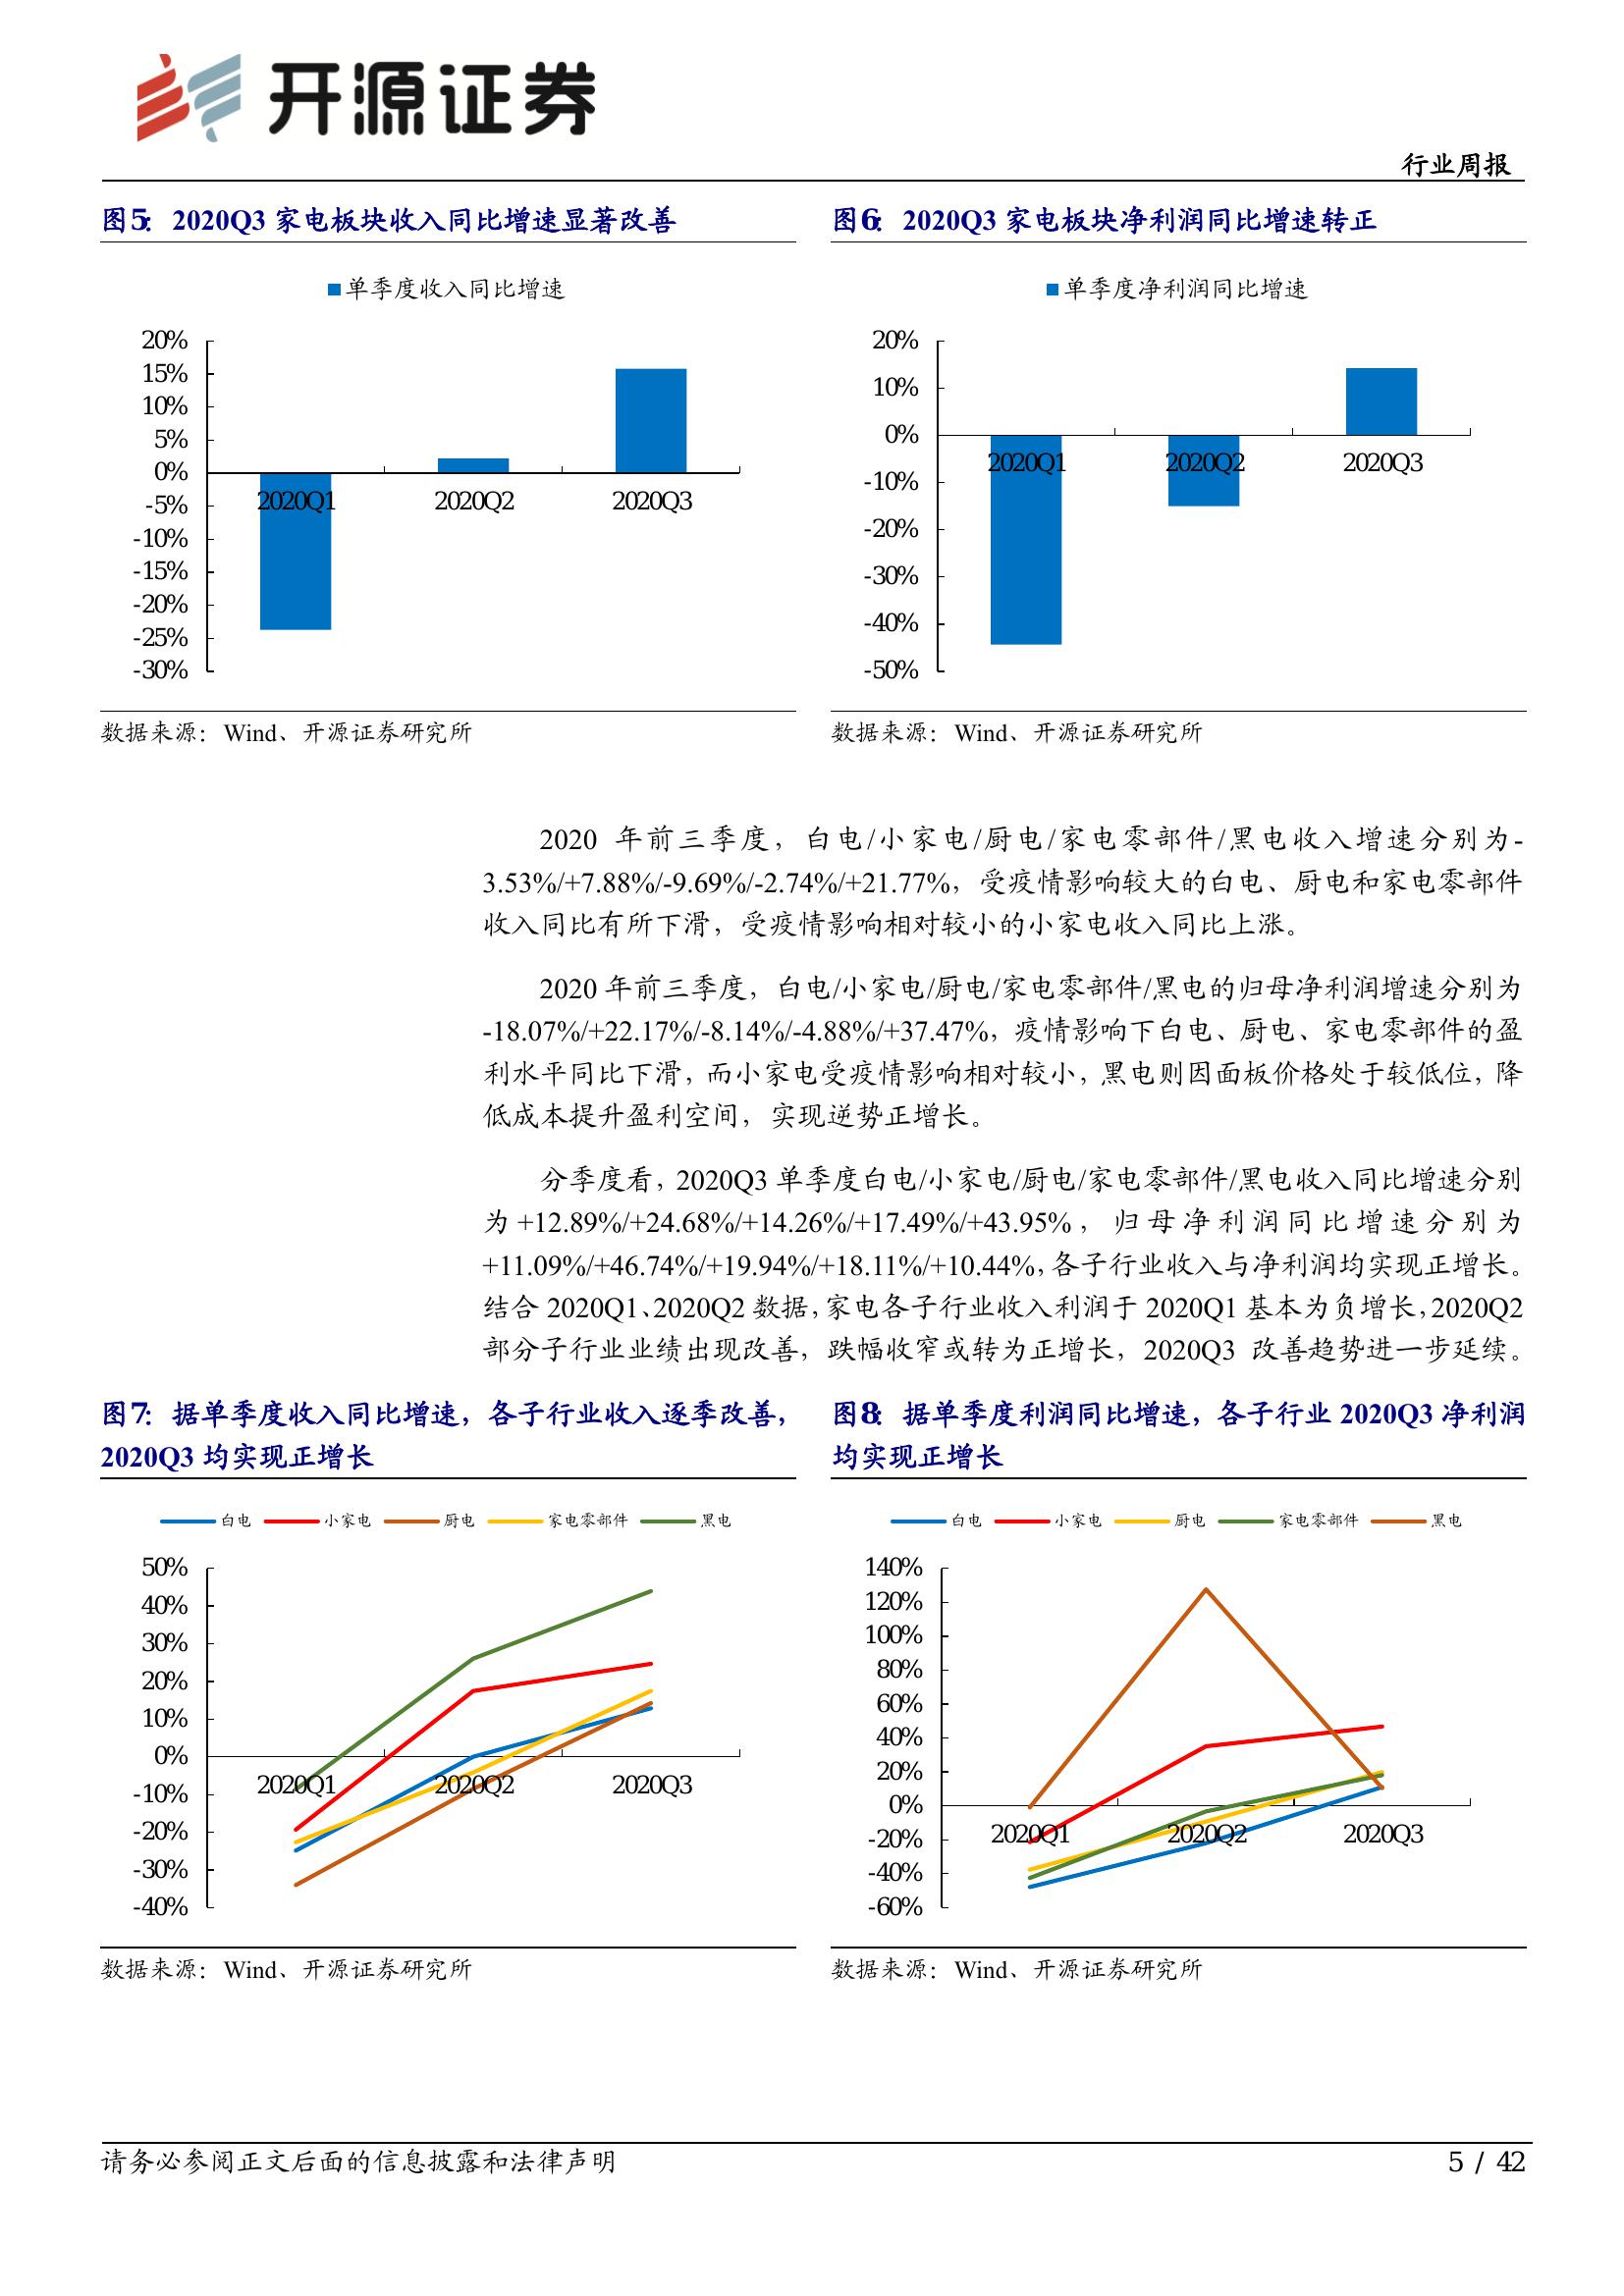 开源证券
行业周报
图5： 2020Q3 家电板块收入同比增速显著改善
单季度收入同比增速
20%
15%
10%
5%
0%
-5%
-10%
-15%
-20%
-25%
-30%
2020Q1 2020Q2 2020Q3
数据来源：Wind、开源证券研究所
图6： 2020Q3 家电板块净利润同比增速转正
单季度净利润同比增速
20%
10%
0%
-10%
-20%
-30%
-40%
-50%
2020Q1 2020Q2 2020Q3
数据来源：Wind、开源证券研究所
2020 年前三季度，白电/小家电/厨电/家电零部件/黑电收入增速分别为-
3.53%/+7.88%/-9.69%/-2.74%/+21.77%，受疫情影响较大的白电、厨电和家电零部件
收入同比有所下滑，受疫情影响相对较小的小家电收入同比上涨。
2020 年前三季度，白电/小家电/厨电/家电零部件/黑电的归母净利润增速分别为
-18.07%/+22.17%/-8.14%/-4.88%/+37.47%，疫情影响下白电、厨电、家电零部件的盈
利水平同比下滑，而小家电受疫情影响相对较小，黑电则因面板价格处于较低位，降
低成本提升盈利空间，实现逆势正增长。
分季度看，2020Q3 单季度白电/小家电/厨电/家电零部件/黑电收入同比增速分别
为+12.89%/+24.68%/+14.26%/+17.49%/+43.95%，归母净利润同比增速分别为
+11.09%/+46.74%/+19.94%/+18.11%/+10.44%，各子行业收入与净利润均实现正增长。
结合 2020Q1、2020Q2 数据，家电各子行业收入利润于 2020Q1 基本为负增长，2020Q2
部分子行业业绩出现改善，跌幅收窄或转为正增长，2020Q3 改善趋势进一步延续。
图7： 据单季度收入同比增速，各子行业收入逐季改善，
2020Q3 均实现正增长
白电 小家电 厨电 家电零部件 黑电
50%
40%
30%
20%
10%
0%
-10%
-20%
-30%
-40%
2020Q1 2020Q2 2020Q3
数据来源：Wind、开源证券研究所
图8： 据单季度利润同比增速，各子行业 2020Q3 净利润
均实现正增长
白电 小家电 厨电 家电零部件 黑电
140%
120%
100%
80%
60%
40%
20%
0%
-20%
-40%
-60%
2020Q1 2020Q2 2020Q3
数据来源：Wind、开源证券研究所
请务必参阅正文后面的信息披露和法律声明
5 / 42